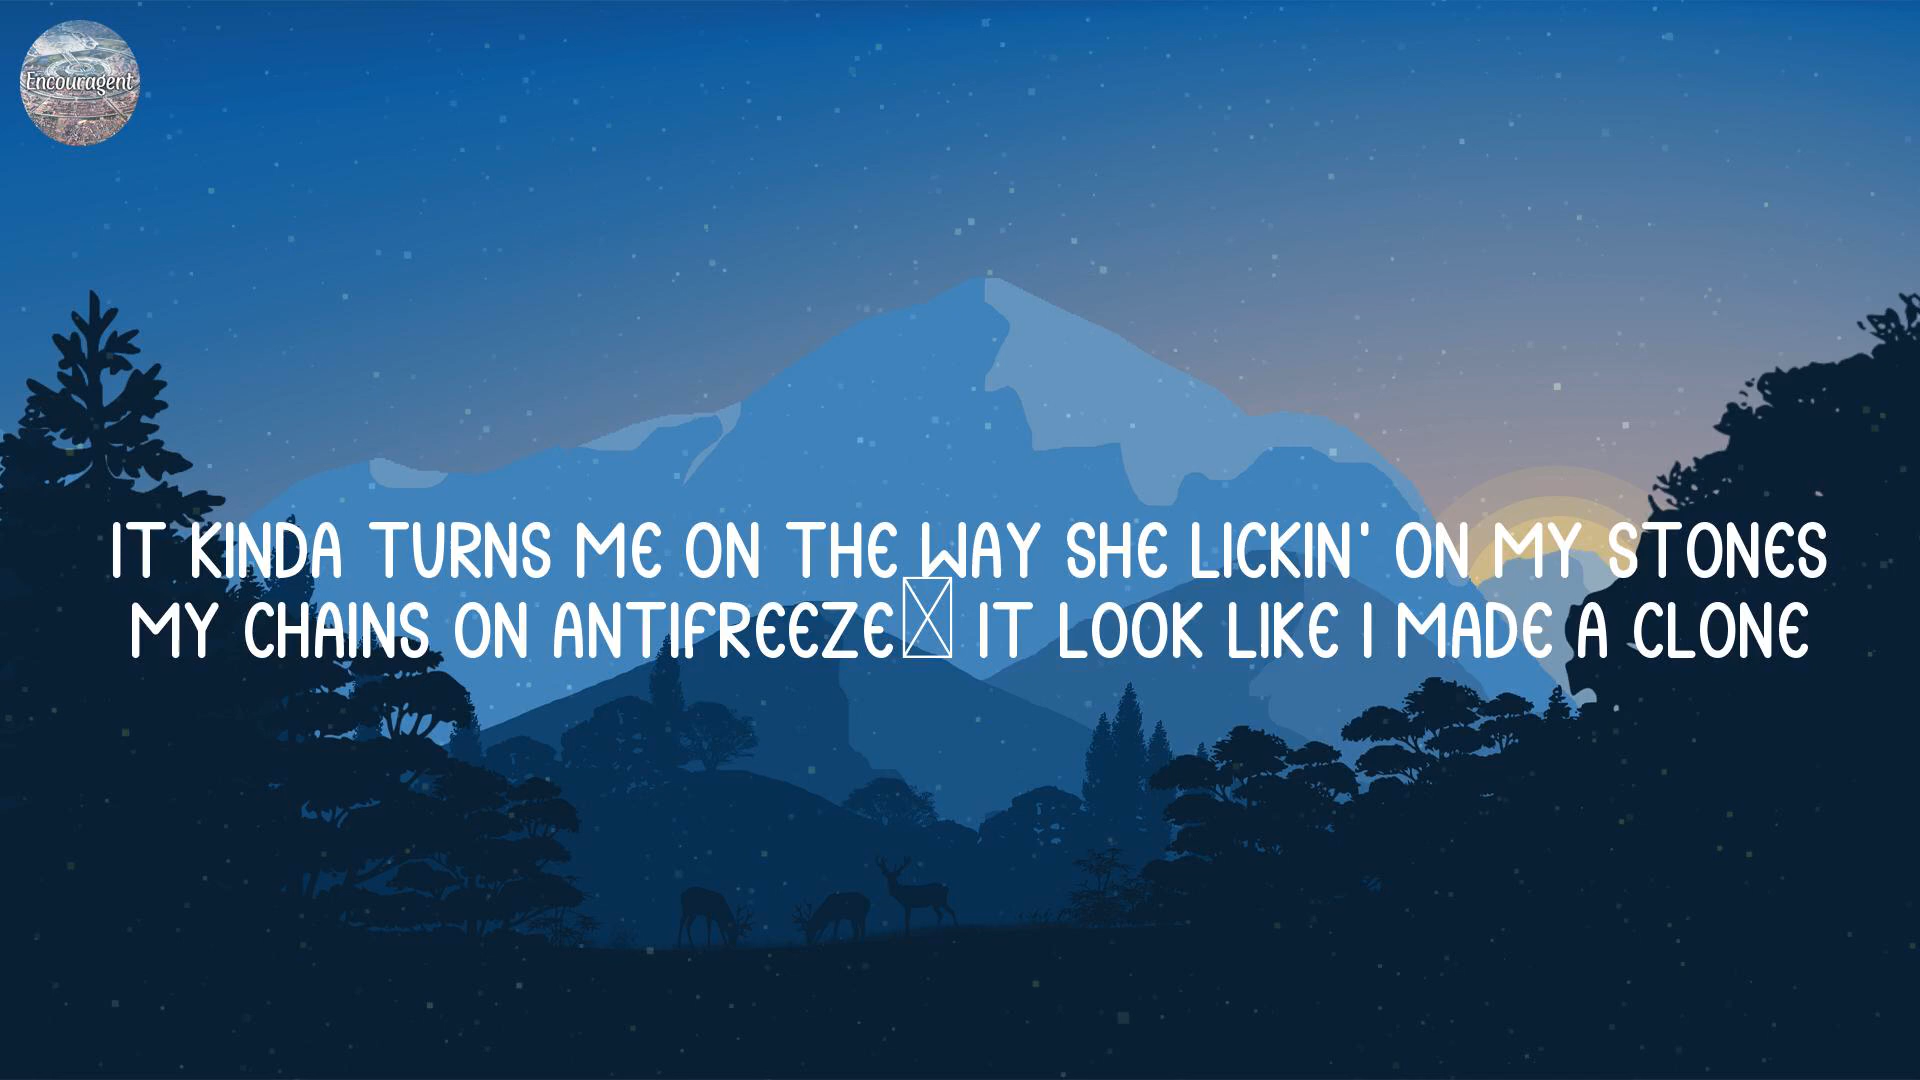 Encouragent
IT KINDA TURNS ME ON THE WAY SHE LICKIN' ON MY STONES
MY CHAINS ON ANTIFREEZE IT LOOK LIKE I MADE A CLONE